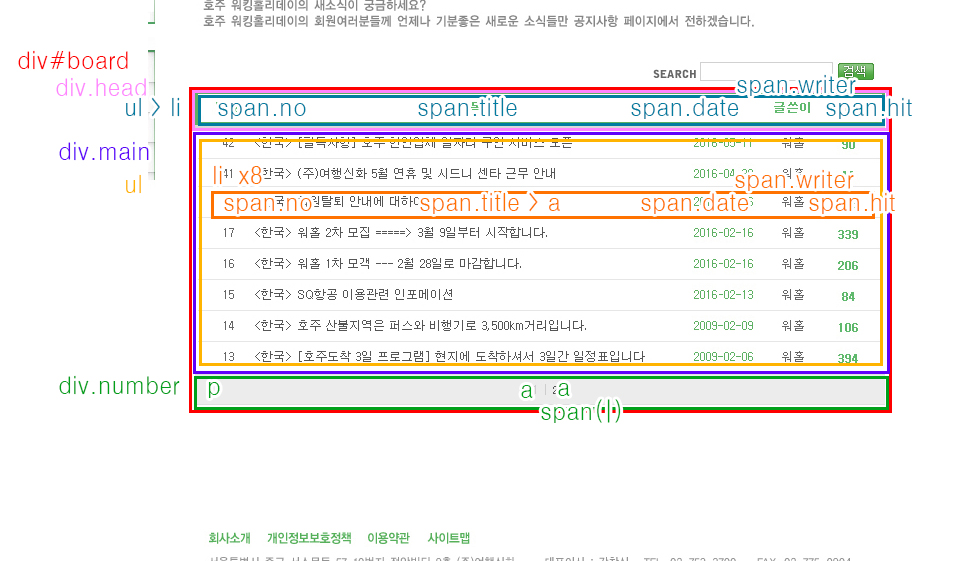 호주 워킹홀리데이의 새소식이 궁금하세요?
호주 워킹홀리데이의 회원여러분들께 언제나 기분좋은 새로운 소식들만 공지사항 페이지에서 전하겠습니다.
div#board
SEARCH 검색
div.head
span.writer
ul > li span.no span.title span.date 글쓴이 span.hit
42 <한국> [필독사항] 호주 한인업체 일자리 구인 서비스 오픈 2016-05-11 워홀 90
div.main
41 <한국> (주)여행신화 5월 연휴 및 시드니 센타 근무 안내
li x8 span.writer
ul
span.no 원탈퇴 안내에 대하여 span.title > a span.date 워홀 span.hit
17 <한국> 워홀 2차 모집 =====> 3월 9일부터 시작합니다. 2016-02-16 워홀 339
16 <한국> 워홀 1차 모객 --- 2월 28일로 마감합니다. 2016-02-16 워홀 206
15 <한국> SQ항공 이용관련 인포메이션 2016-02-13 워홀 84
14 <한국> 호주 산불지역은 퍼스와 비행기로 3,500km거리입니다. 2009-02-09 워홀 106
13 <한국> [호주도착 3일 프로그램] 현지에 도착하셔서 3일간 일정표입니다 2009-02-06 워홀 394
div.number p a | a
span(|)
회사소개 개인정보보호정책 이용약관 사이트맵